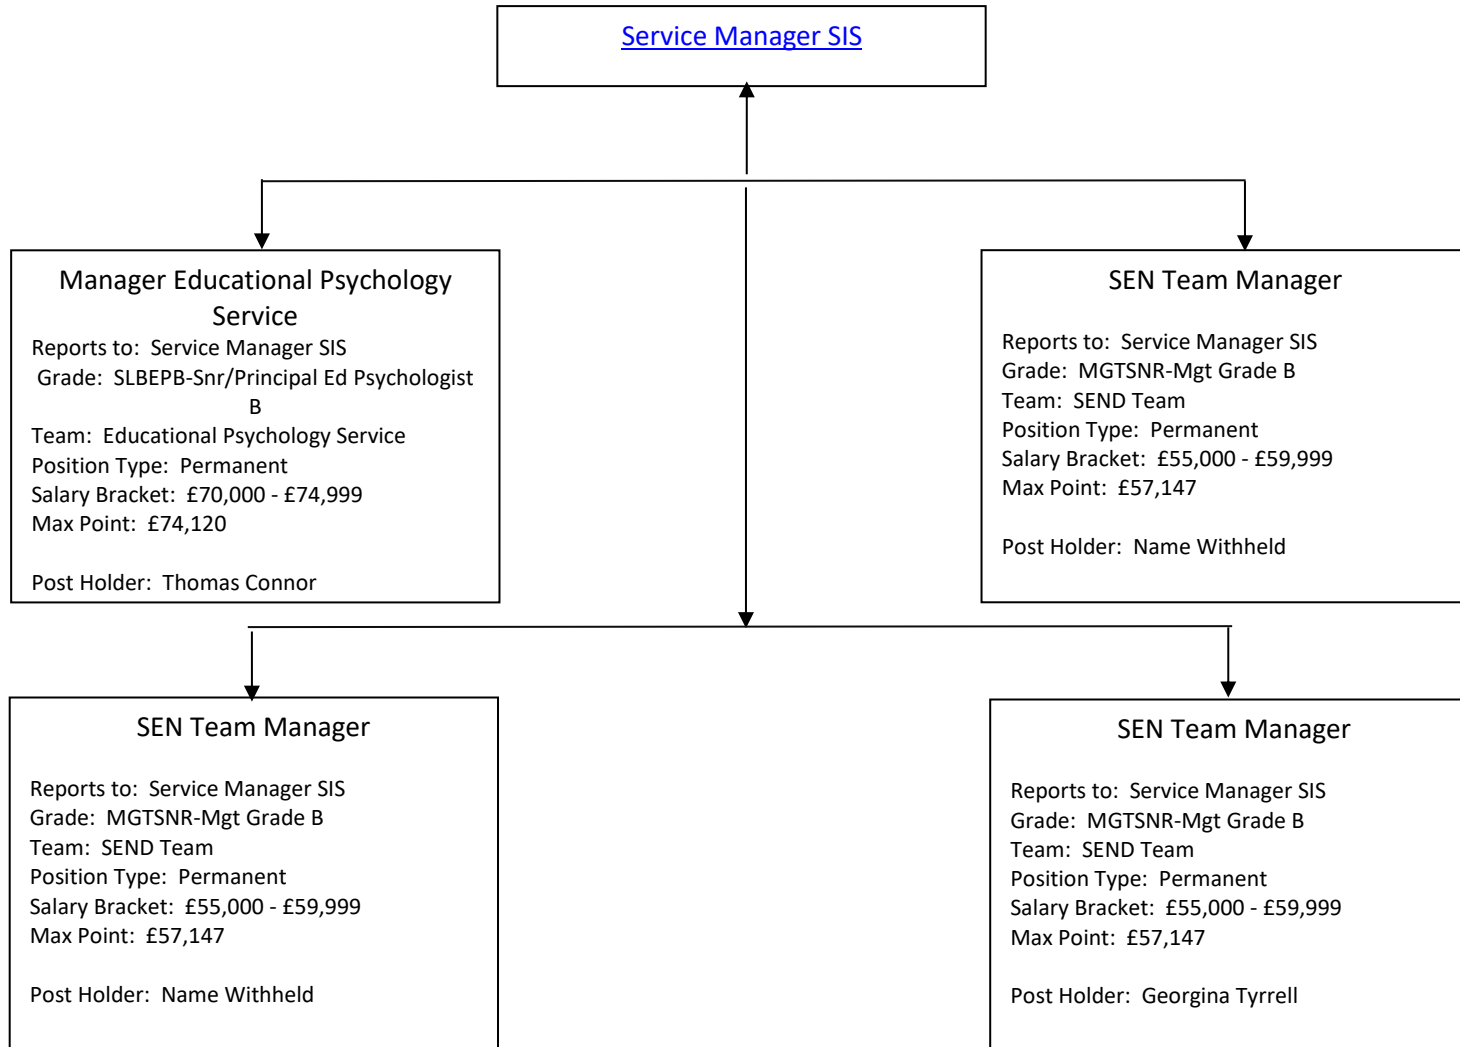 Service Manager SIS
Manager Educational Psychology
Service
Reports to: Service Manager SIS
Grade: SLBEPB-Snr/Principal Ed Psychologist
B
Team: Educational Psychology Service
Position Type: Permanent
Salary Bracket: £70,000 - £74,999
Max Point: £74,120
Post Holder: Thomas Connor
SEN Team Manager
Reports to: Service Manager SIS
Grade: MGTSNR-Mgt Grade B
Team: SEND Team
Position Type: Permanent
Salary Bracket: £55,000 - £59,999
Max Point: £57,147
Post Holder: Name Withheld
SEN Team Manager
Reports to: Service Manager SIS
Grade: MGTSNR-Mgt Grade B
Team: SEND Team
Position Type: Permanent
Salary Bracket: £55,000 - £59,999
Max Point: £57,147
Post Holder: Name Withheld
SEN Team Manager
Reports to: Service Manager SIS
Grade: MGTSNR-Mgt Grade B
Team: SEND Team
Position Type: Permanent
Salary Bracket: £55,000 - £59,999
Max Point: £57,147
Post Holder: Georgina Tyrrell